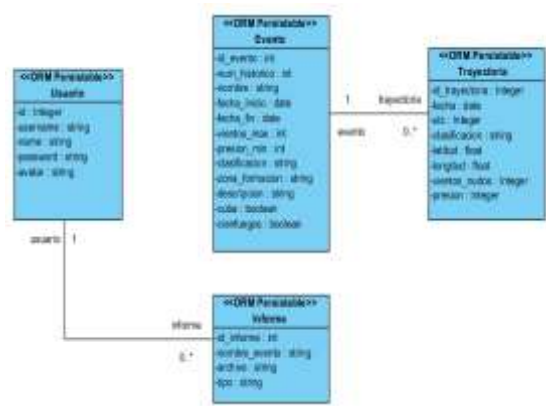 <<ORM Persistable>>
Usuario
-id : Integer
-username : string
-name : string
-password : string
-avatar : string
<<ORM Persistable>>
Evento
-id_evento : int
-num_historico : int
-nombre : string
-fecha_inicio : date
-fecha_fin : date
-vientos_max : int
-presion_min : int
-clasificacion : string
-zona_formacion : string
-descripcion : string
-cuba : boolean
-cienfuegos : boolean
1
trayectoria
evento
0..*
<<ORM Persistable>>
Trayectoria
-id_trayectoria : Integer
-fecha : date
-utc : Integer
-clasificacion : string
-latitud : float
-longitud : float
-vientos_nudos : Integer
-presion : Integer
usuario
1
informe
0..*
<<ORM Persistable>>
Informe
-id_informe : int
-nombre_evento : string
-archivo : string
-tipo : string